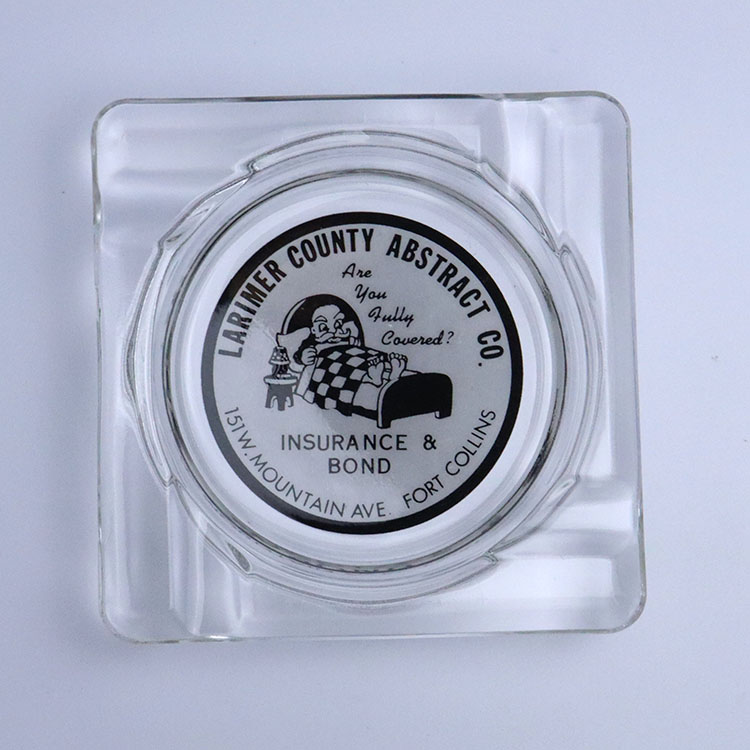 LARIMER COUNTY ABSTRACT CO.
Are
You
Fully
Covered?
INSURANCE &
BOND
151 W. MOUNTAIN AVE. FORT COLLINS